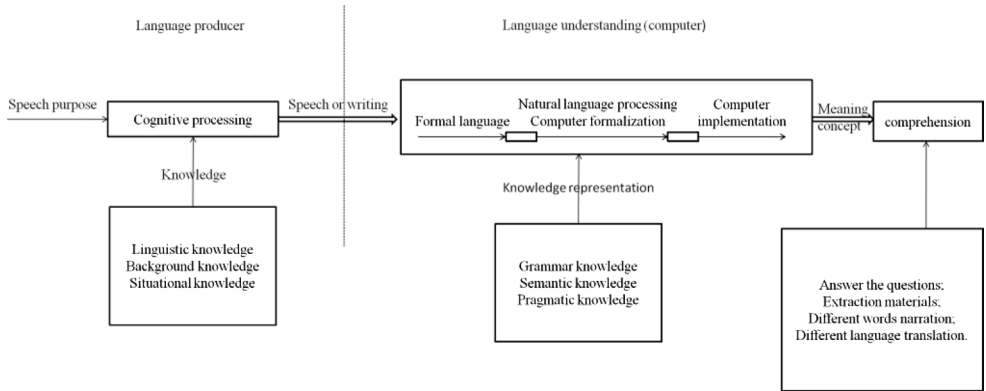 Language producer
Language understanding (computer)
Speech purpose
Cognitive processing
Speech or writing
Formal language
Natural language processing
Computer formalization
Computer
implementation
Meaning
concept
comprehension
Knowledge
Knowledge representation
Linguistic knowledge
Background knowledge
Situational knowledge
Grammar knowledge
Semantic knowledge
Pragmatic knowledge
Answer the questions;
Extraction materials;
Different words narration;
Different language translation.